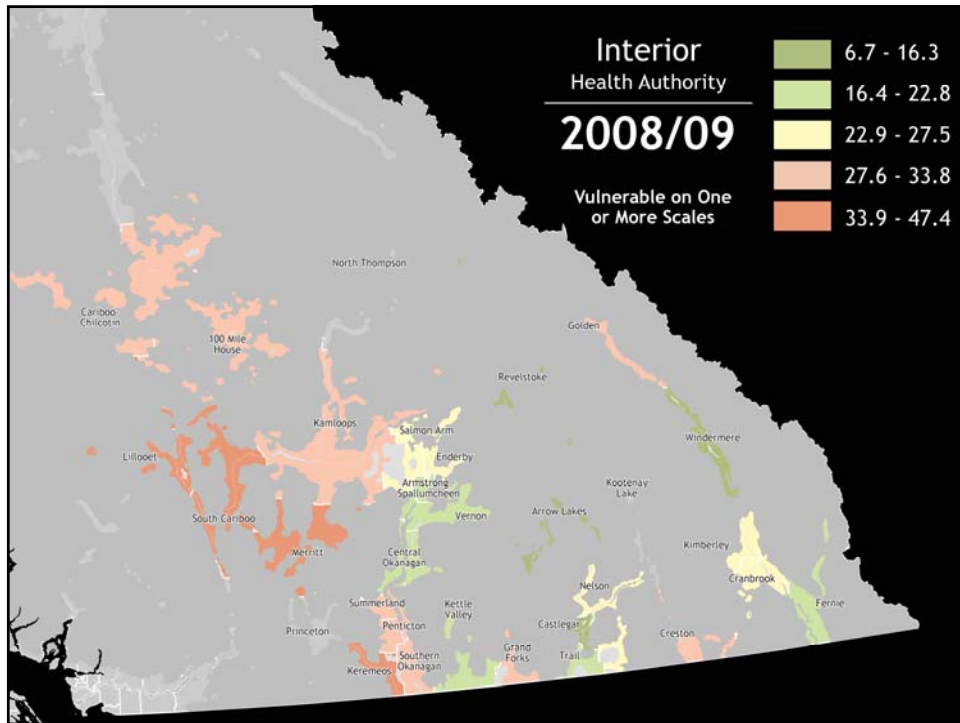 Interior
Health Authority
2008/09
Vulnerable on One
or More Scales
6.7 - 16.3
16.4 - 22.8
22.9 - 27.5
27.6 - 33.8
33.9 - 47.4
North Thompson
Cariboo
Chilcotin
100 Mile
House
Golden
Revelstoke
Kamloops
Salmon Arm
Windermere
Lillooet
Enderby
Armstrong
Spallumcheen
Kootenay
Lake
South Cariboo
Vernon
Arrow Lakes
Merritt
Central
Okanagan
Kimberley
Cranbrook
Nelson
Summerland
Kettle
Valley
Fernie
Princeton
Penticton
Castlegar
Creston
Grand
Forks
Trail
Southern
Okanagan
Keremeos